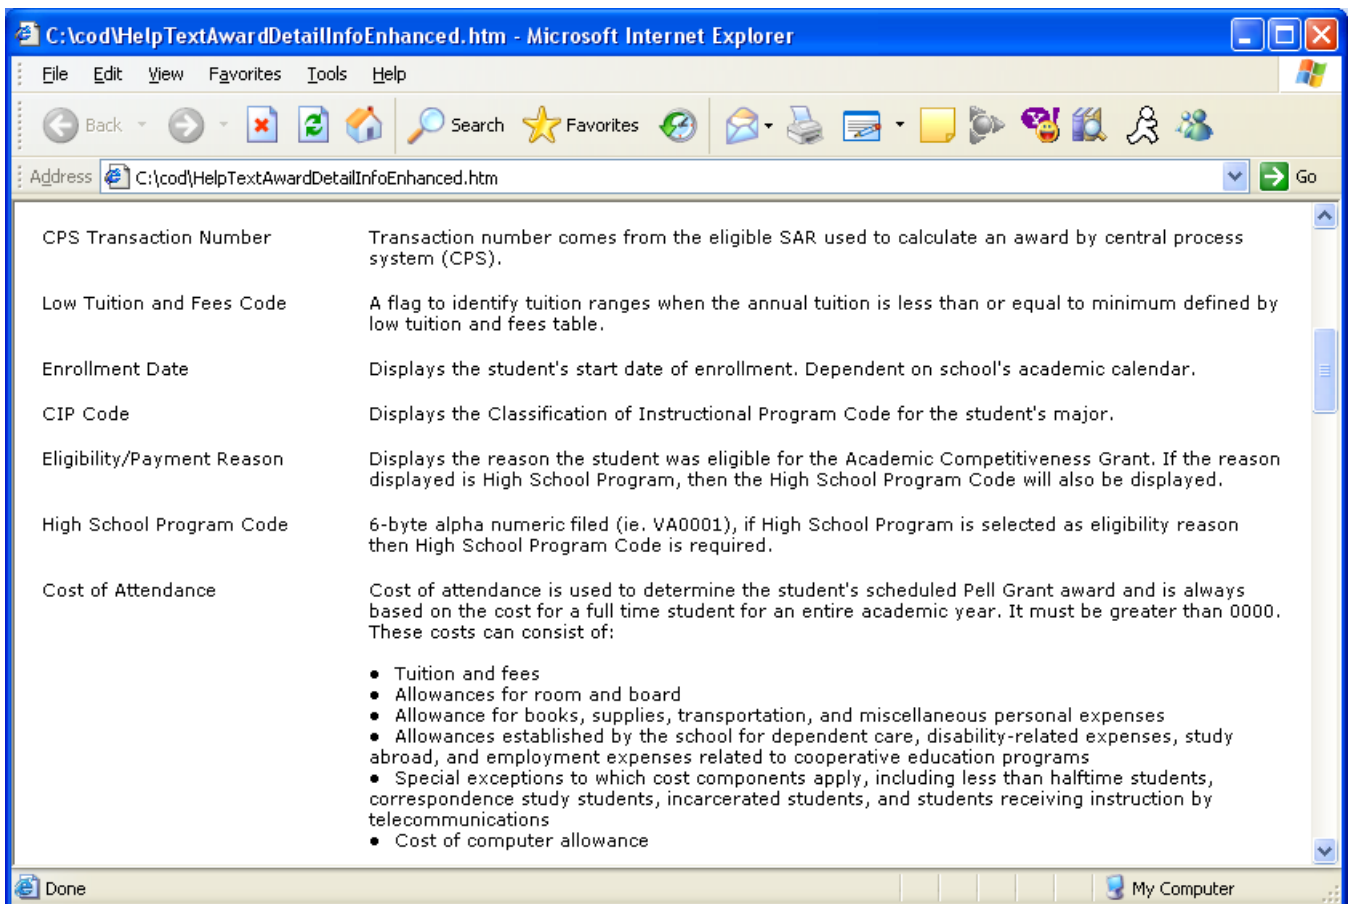 C:\cod\HelpTextAwardDetailInfoEnhanced.htm - Microsoft Internet Explorer
File Edit View Favorites Tools Help
Back Search Favorites
Address C:\cod\HelpTextAwardDetailInfoEnhanced.htm Go
CPS Transaction Number Transaction number comes from the eligible SAR used to calculate an award by central process
system (CPS).
Low Tuition and Fees Code A flag to identify tuition ranges when the annual tuition is less than or equal to minimum defined by
low tuition and fees table.
Enrollment Date Displays the student's start date of enrollment. Dependent on school's academic calendar.
CIP Code Displays the Classification of Instructional Program Code for the student's major.
Eligibility/Payment Reason Displays the reason the student was eligible for the Academic Competitiveness Grant. If the reason
displayed is High School Program, then the High School Program Code will also be displayed.
High School Program Code 6-byte alpha numeric filed (ie. VA0001), if High School Program is selected as eligibility reason
then High School Program Code is required.
Cost of Attendance Cost of attendance is used to determine the student's scheduled Pell Grant award and is always
based on the cost for a full time student for an entire academic year. It must be greater than 0000.
These costs can consist of:
● Tuition and fees
● Allowances for room and board
● Allowance for books, supplies, transportation, and miscellaneous personal expenses
● Allowances established by the school for dependent care, disability-related expenses, study
abroad, and employment expenses related to cooperative education programs
● Special exceptions to which cost components apply, including less than halftime students,
correspondence study students, incarcerated students, and students receiving instruction by
telecommunications
● Cost of computer allowance
Done My Computer